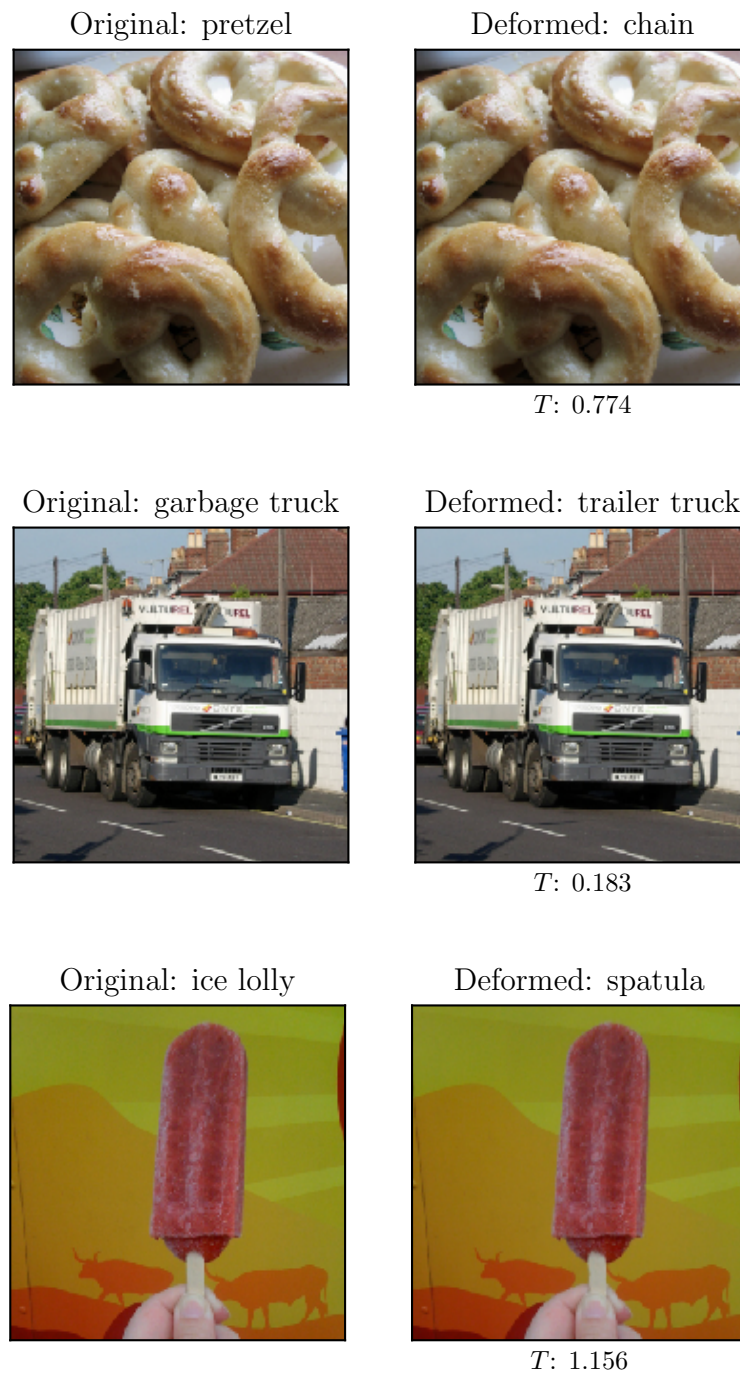 Original: pretzel
Deformed: chain
T: 0.774
Original: garbage truck
Deformed: trailer truck
ONYX
T: 0.183
Original: ice lolly
Deformed: spatula
T: 1.156